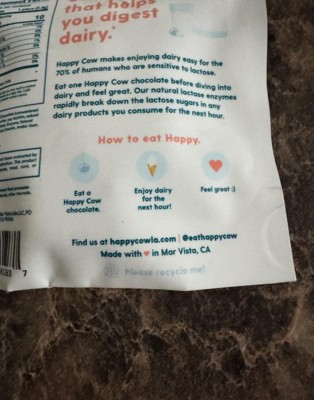 that helps
you digest
dairy.*
10
Happy Cow makes enjoying dairy easy for the
70% of humans who are sensitive to lactose.
Eat one Happy Cow chocolate before diving into
dairy and feel great. Our natural lactase enzymes
rapidly break down the lactose sugars in any
dairy products you consume for the next hour.
How to eat Happy.
Eat a
Happy Cow
chocolate.
Enjoy dairy
for the
next hour!
Feel great :)
Find us at happycowla.com | @eathappycow
Made with ♥ in Mar Vista, CA
Please recycle me!
7